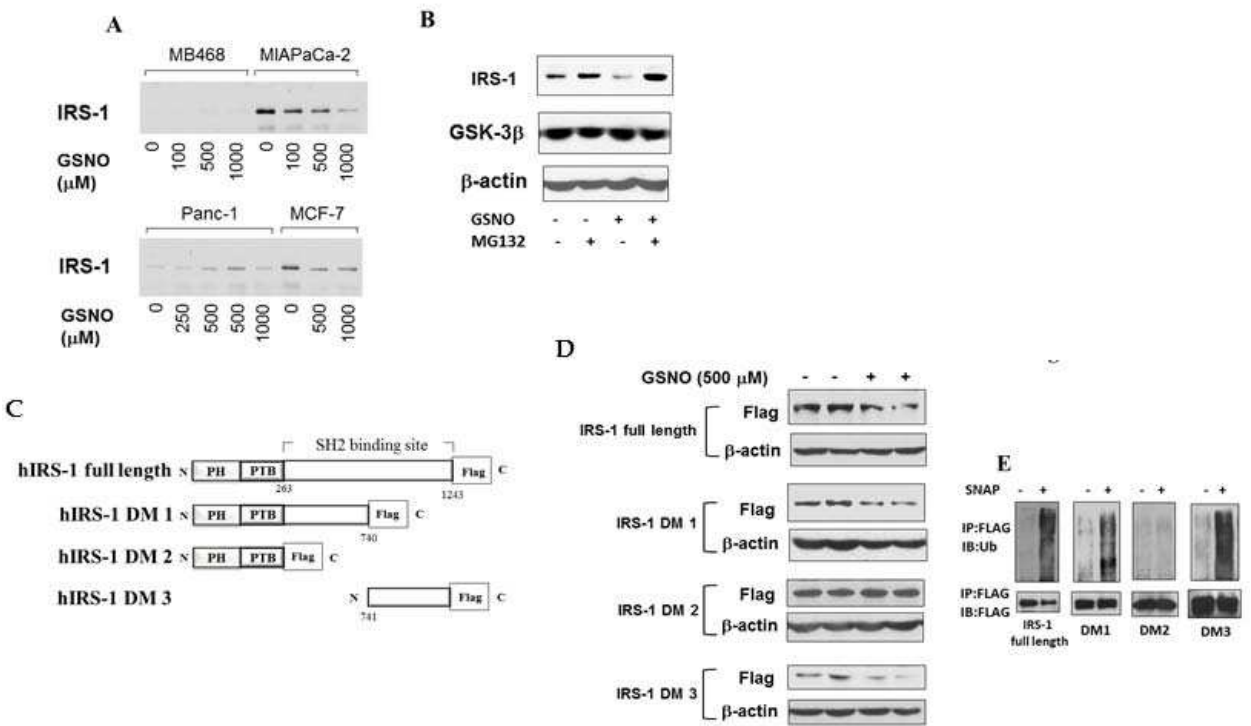 A
MB468 MIAPaCa-2
IRS-1
GSNO (μM) 0 100 500 1000 0 100 500 1000
Panc-1 MCF-7
IRS-1
GSNO (μM) 0 250 500 500 1000 0 500 1000
B
IRS-1
GSK-3β
β-actin
GSNO - - + +
MG132 - + - +
C
SH2 binding site
hIRS-1 full length N PH PTB Flag C
263 1243
hIRS-1 DM 1 N PH PTB Flag C
740
hIRS-1 DM 2 N PH PTB Flag C
hIRS-1 DM 3 N Flag C
741
D
GSNO (500 μM) - - + +
IRS-1 full length Flag
β-actin
IRS-1 DM 1 Flag
β-actin
IRS-1 DM 2 Flag
β-actin
IRS-1 DM 3 Flag
β-actin
E
SNAP - + - + - + - +
IP:FLAG
IB:Ub
IP:FLAG
IB:FLAG
IRS-1 full length DM1 DM2 DM3